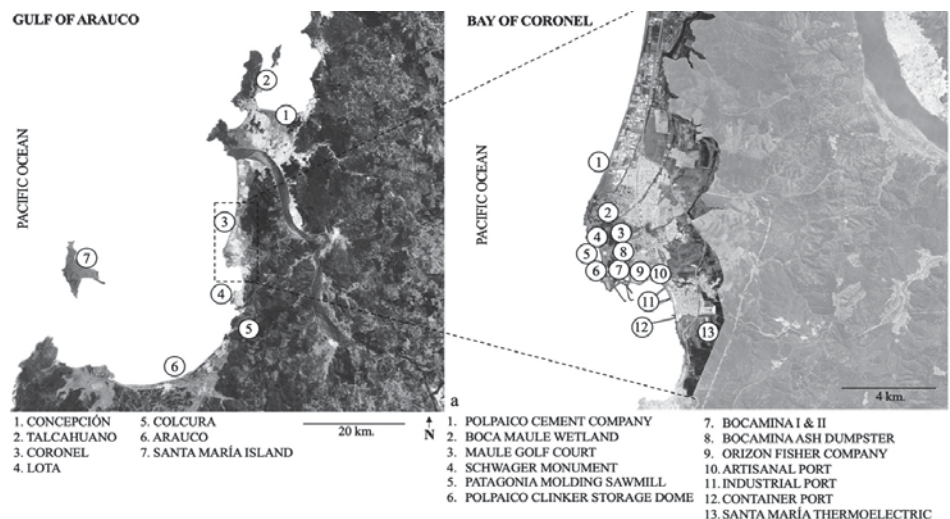 GULF OF ARAUCO
PACIFIC OCEAN
2
1
3
7
4
5
6
1. CONCEPCIÓN
2. TALCAHUANO
3. CORONEL
4. LOTA
5. COLCURA
6. ARAUCO
7. SANTA MARÍA ISLAND
20 km.
N
a
BAY OF CORONEL
PACIFIC OCEAN
1
2
4
3
5
8
6
7
9
10
11
12
13
4 km.
1. POLPAICO CEMENT COMPANY
2. BOCA MAULE WETLAND
3. MAULE GOLF COURT
4. SCHWAGER MONUMENT
5. PATAGONIA MOLDING SAWMILL
6. POLPAICO CLINKER STORAGE DOME
7. BOCAMINA I & II
8. BOCAMINA ASH DUMPSTER
9. ORIZON FISHER COMPANY
10. ARTISANAL PORT
11. INDUSTRIAL PORT
12. CONTAINER PORT
13. SANTA MARÍA THERMOELECTRIC